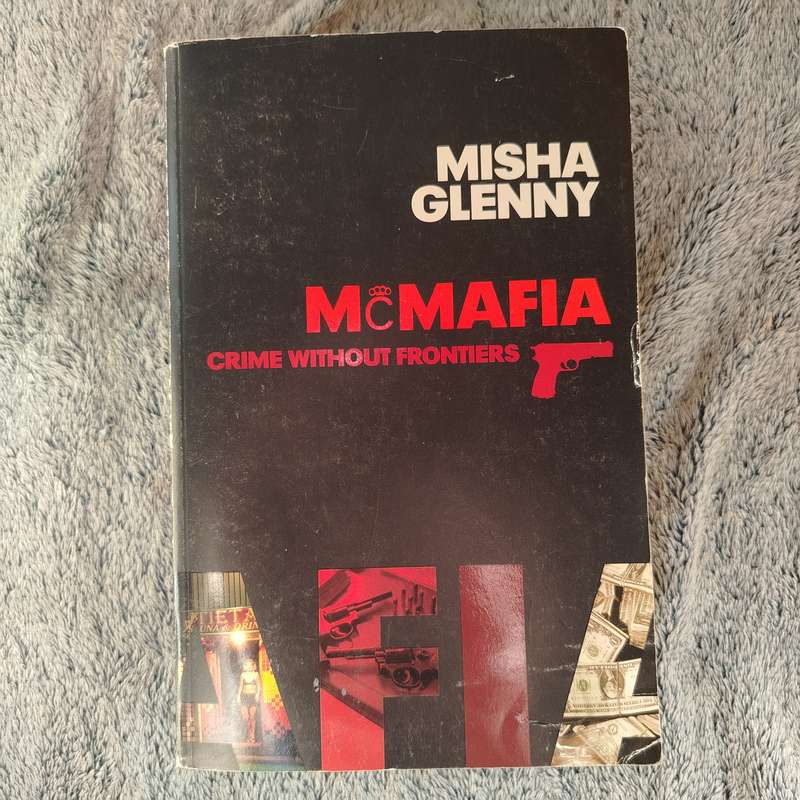 MISHA
GLENNY
McMAFIA
CRIME WITHOUT FRONTIERS
AFIA